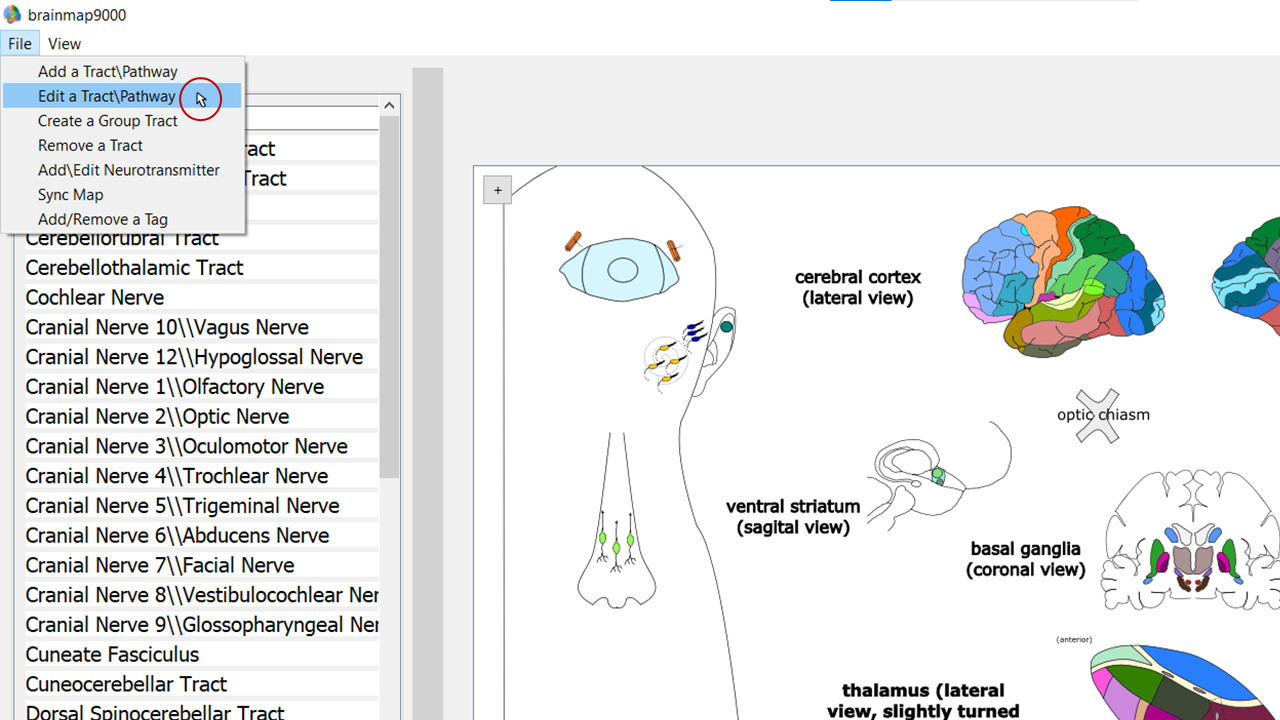 brainmap9000
File View
Add a Tract\Pathway
Edit a Tract\Pathway
Create a Group Tract
Remove a Tract
Add\Edit Neurotransmitter
Sync Map
Add/Remove a Tag
Tract
Cerebellorubral Tract
Cerebellothalamic Tract
Cochlear Nerve
Cranial Nerve 10\\Vagus Nerve
Cranial Nerve 12\\Hypoglossal Nerve
Cranial Nerve 1\\Olfactory Nerve
Cranial Nerve 2\\Optic Nerve
Cranial Nerve 3\\Oculomotor Nerve
Cranial Nerve 4\\Trochlear Nerve
Cranial Nerve 5\\Trigeminal Nerve
Cranial Nerve 6\\Abducens Nerve
Cranial Nerve 7\\Facial Nerve
Cranial Nerve 8\\Vestibulocochlear Ner
Cranial Nerve 9\\Glossopharyngeal Ner
Cuneate Fasciculus
Cuneocerebellar Tract
Dorsal Spinocerebellar Tract
+
cerebral cortex
(lateral view)
optic chiasm
ventral striatum
(sagital view)
basal ganglia
(coronal view)
(anterior)
thalamus (lateral
view, slightly turned